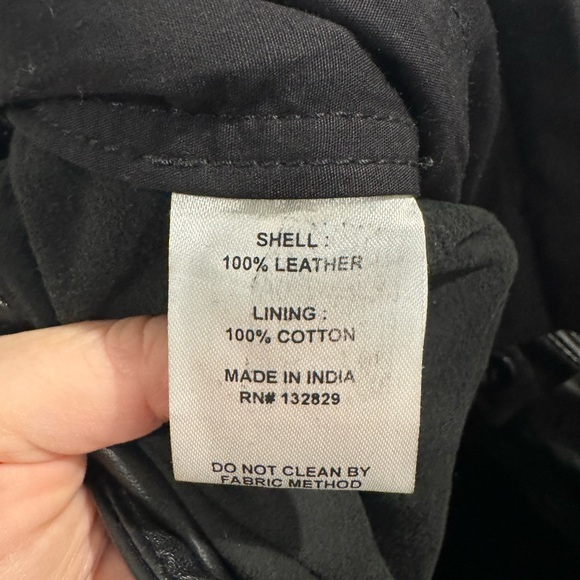 SHELL :
100% LEATHER
LINING :
100% COTTON
MADE IN INDIA
RN# 132829
DO NOT CLEAN BY
FABRIC METHOD